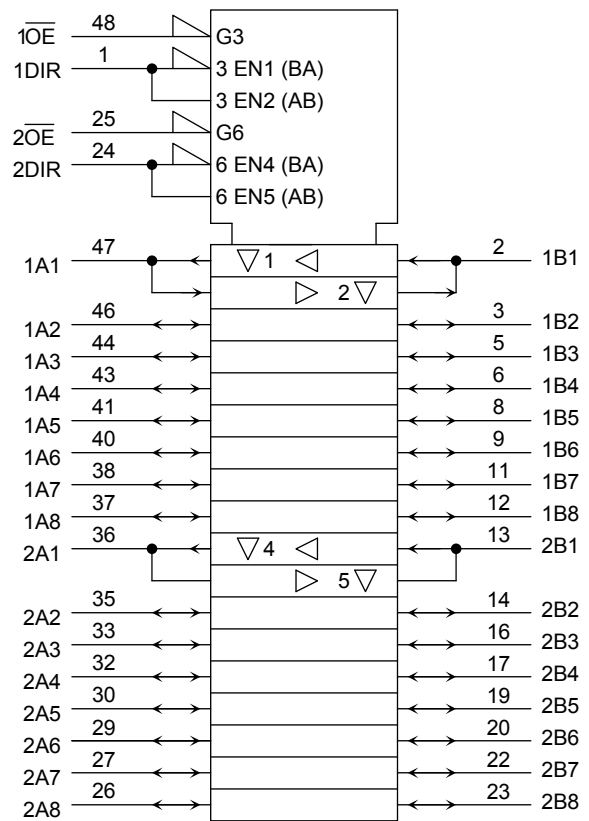 1OE 48 G3
1DIR 1 3 EN1 (BA)
3 EN2 (AB)
2OE 25 G6
2DIR 24 6 EN4 (BA)
6 EN5 (AB)
1A1 47 1 2 1B1
2
1A2 46 3 1B2
1A3 44 5 1B3
1A4 43 6 1B4
1A5 41 8 1B5
1A6 40 9 1B6
1A7 38 11 1B7
1A8 37 12 1B8
2A1 36 4 13 2B1
5
2A2 35 14 2B2
2A3 33 16 2B3
2A4 32 17 2B4
2A5 30 19 2B5
2A6 29 20 2B6
2A7 27 22 2B7
2A8 26 23 2B8